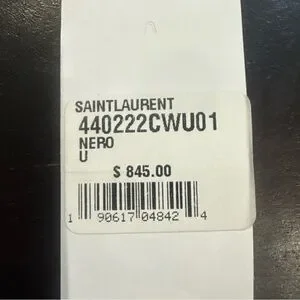 SAINTLAURENT
440222CWU01
NERO
U
$ 845.00
1 90617 04842 4